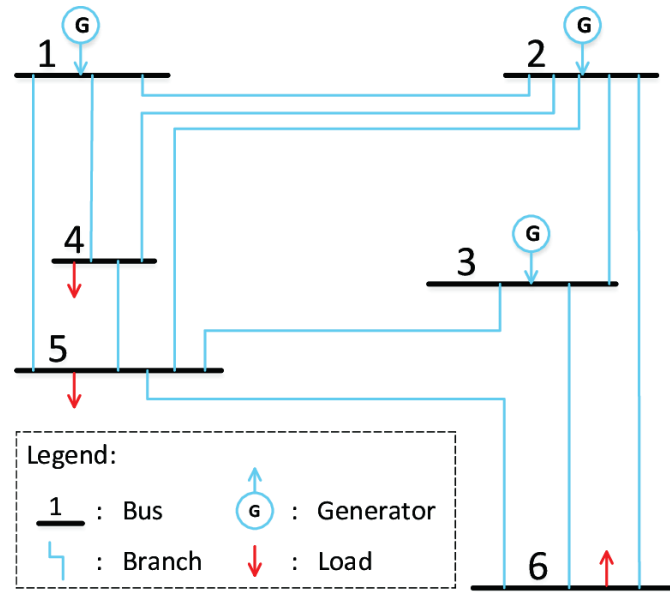 G
G
1
2
4
G
3
5
Legend:
1 : Bus
G : Generator
: Branch
: Load
6